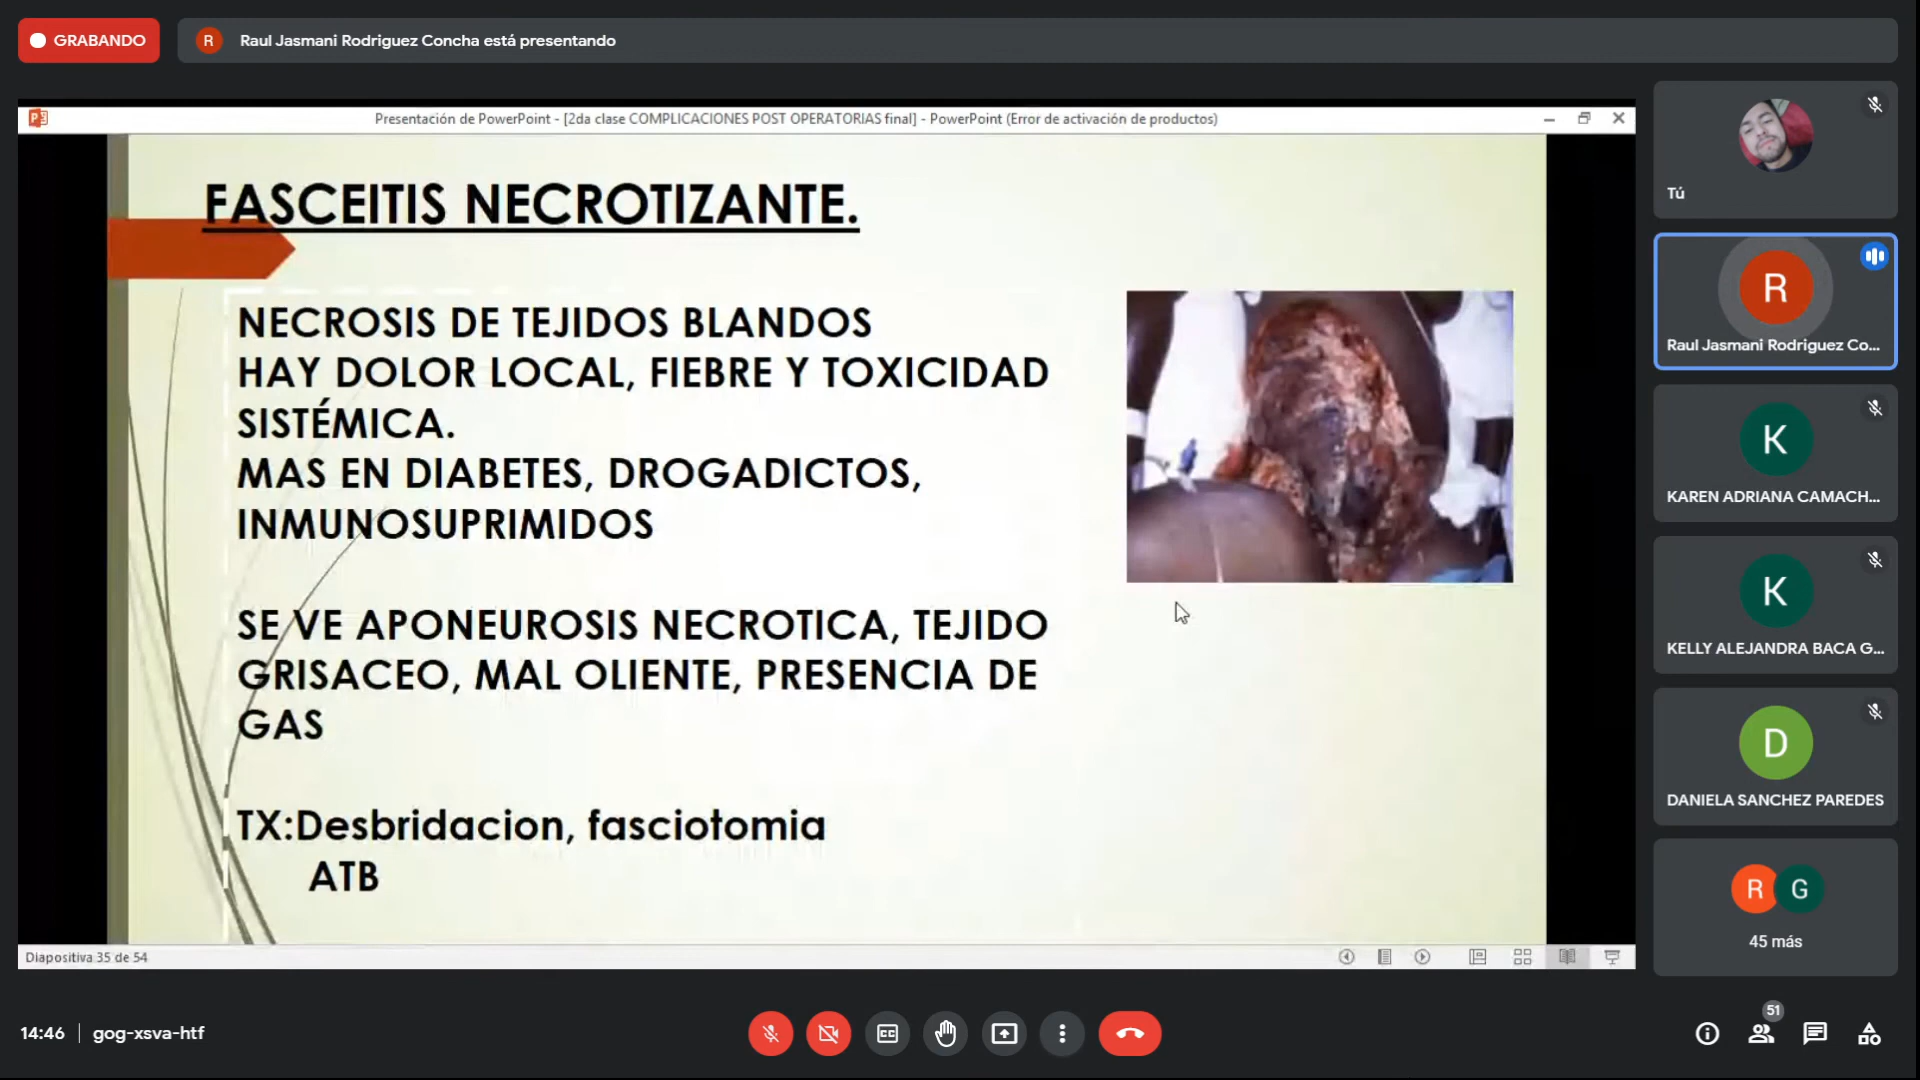 GRABANDO
R
Raul Jasmani Rodriguez Concha está presentando
Presentación de PowerPoint - [2da clase COMPLICACIONES POST OPERATORIAS final] - PowerPoint (Error de activación de productos)
FASCEITIS NECROTIZANTE.
NECROSIS DE TEJIDOS BLANDOS
HAY DOLOR LOCAL, FIEBRE Y TOXICIDAD
SISTÉMICA.
MAS EN DIABETES, DROGADICTOS,
INMUNOSUPRIMIDOS
SE VE APONEUROSIS NECROTICA, TEJIDO
GRISACEO, MAL OLIENTE, PRESENCIA DE
GAS
TX:Desbridacion, fasciotomia
ATB
Diapositiva 35 de 54
Tú
R
Raul Jasmani Rodriguez Co...
K
KAREN ADRIANA CAMACH...
K
KELLY ALEJANDRA BACA G...
D
DANIELA SANCHEZ PAREDES
R G
45 más
14:46 | gog-xsva-htf
CC
51